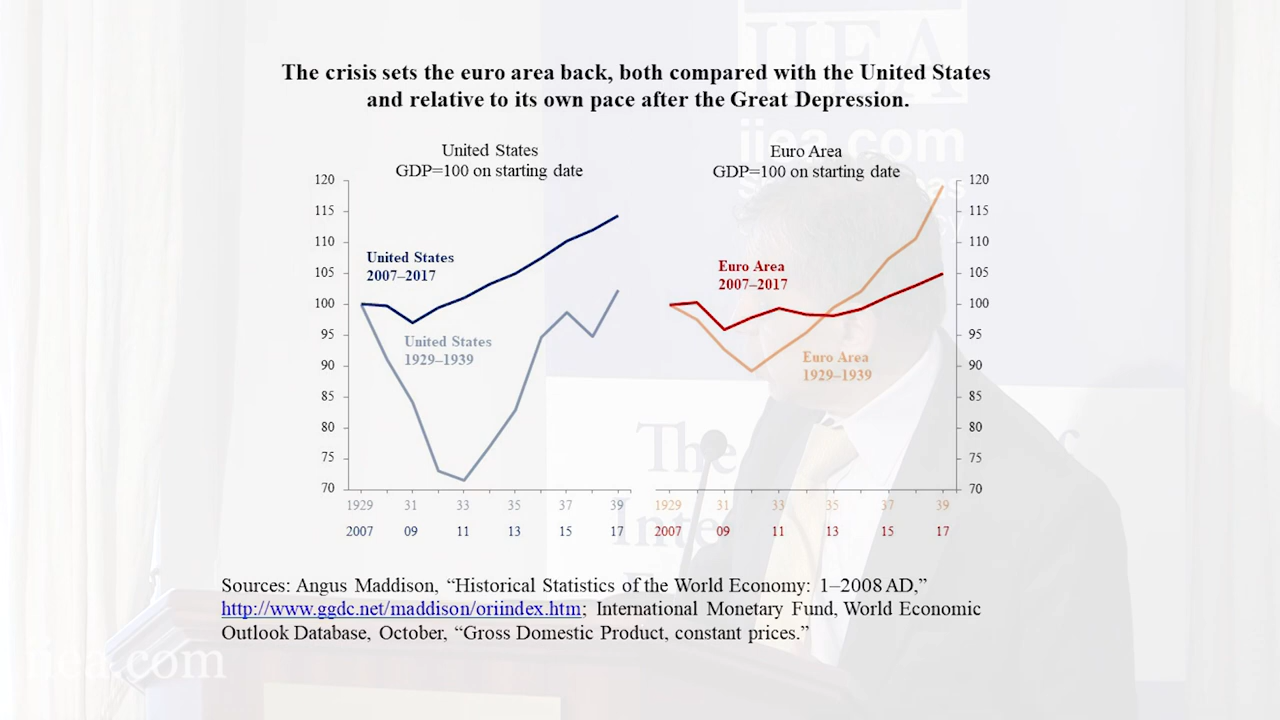 The crisis sets the euro area back, both compared with the United States
and relative to its own pace after the Great Depression.
United States
GDP=100 on starting date
120
115
110
105
100
95
90
85
80
75
70
United States
2007–2017
United States
1929–1939
1929 31 33 35 37 39
2007 09 11 13 15 17
Euro Area
GDP=100 on starting date
120
115
110
105
100
95
90
85
80
75
70
Euro Area
2007–2017
Euro Area
1929–1939
1929 31 33 35 37 39
2007 09 11 13 15 17
Sources: Angus Maddison, “Historical Statistics of the World Economy: 1–2008 AD,”
http://www.ggdc.net/maddison/oriindex.htm; International Monetary Fund, World Economic
Outlook Database, October, “Gross Domestic Product, constant prices.”
IIEA
iiea.com
The
iiea.com